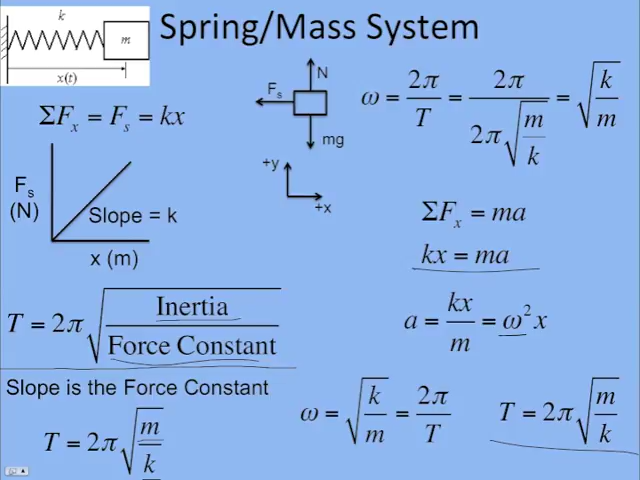 Spring/Mass System
k
m
x(t)
ΣFₓ = Fₛ = kx
N
Fₛ
mg
+y
+x
ω = 2π/T = 2π/(2π√(m/k)) = √(k/m)
Fₛ
(N)
Slope = k
x (m)
ΣFₓ = ma
kx = ma
T = 2π√(Inertia/Force Constant)
a = kx/m = ω²x
Slope is the Force Constant
T = 2π√(m/k)
ω = √(k/m) = 2π/T
T = 2π√(m/k)